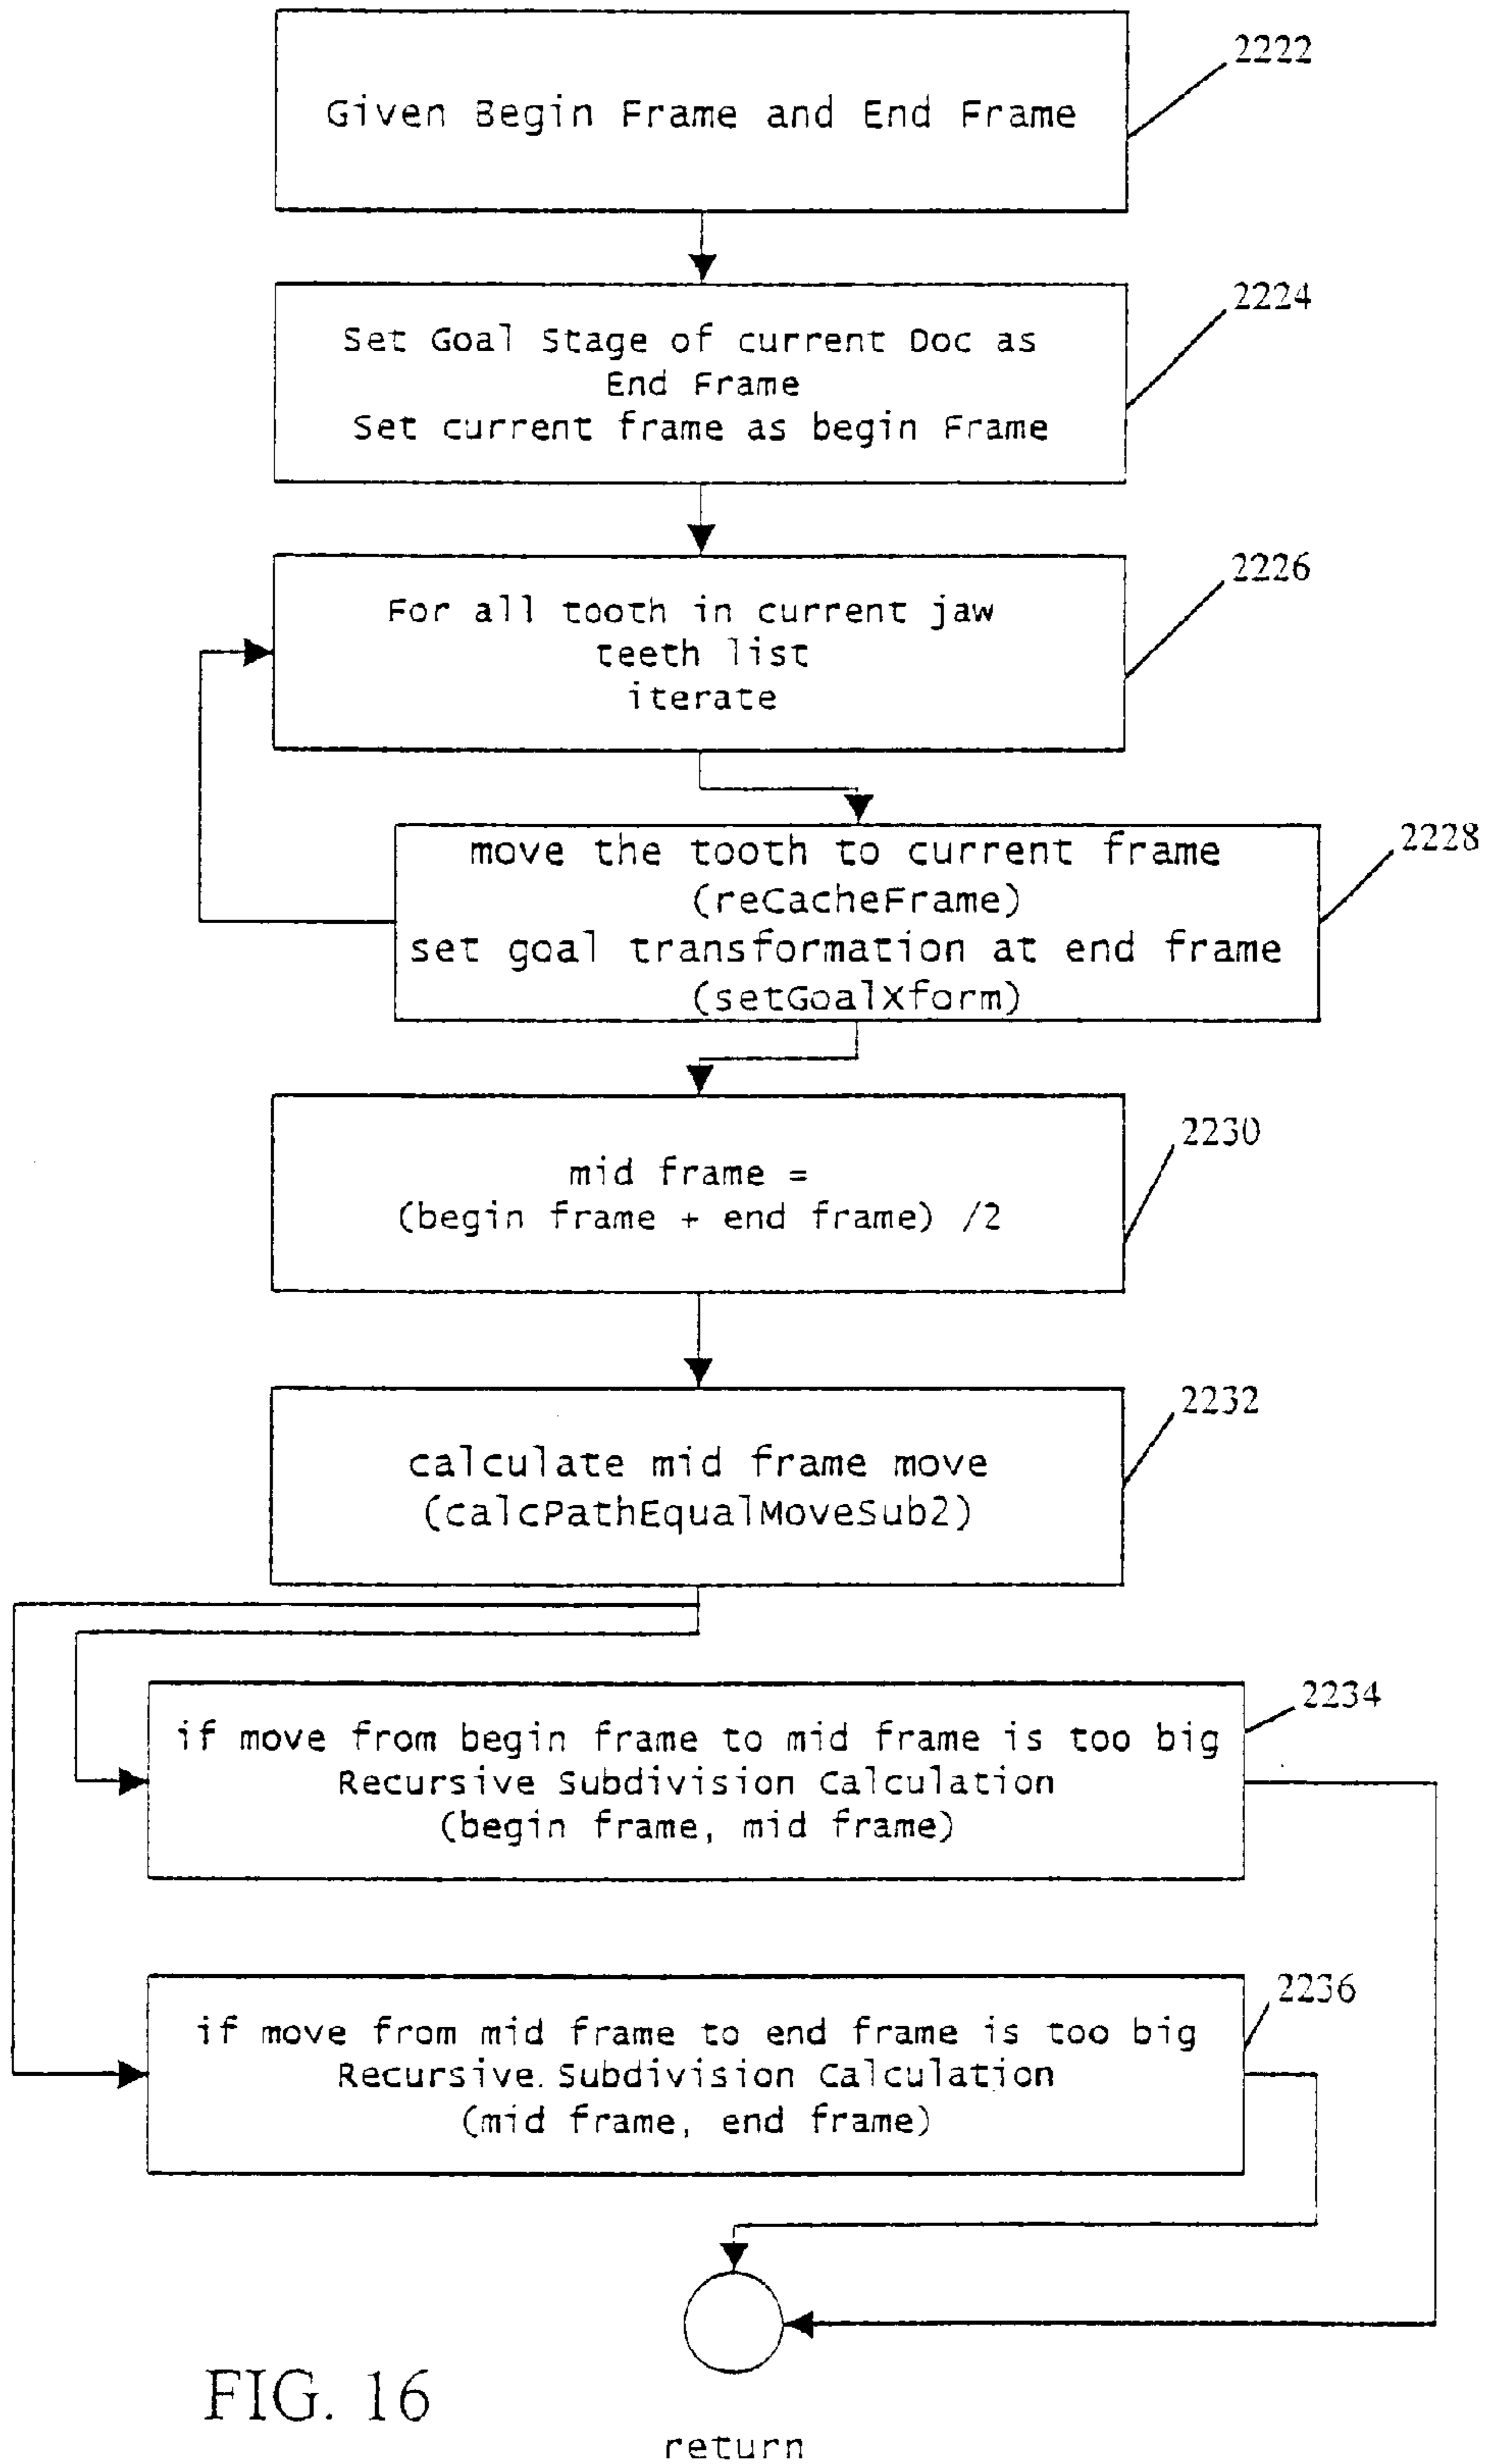 2222
Given Begin Frame and End Frame
2224
Set Goal Stage of current Doc as
End Frame
Set current frame as begin Frame
2226
For all tooth in current jaw
teeth list
iterate
2228
move the tooth to current frame
(reCacheFrame)
set goal transformation at end frame
(setGoalXform)
2230
mid frame =
(begin frame + end frame) /2
2232
calculate mid frame move
(calcPathEqualMoveSub2)
2234
if move from begin frame to mid frame is too big
Recursive Subdivision Calculation
(begin frame, mid frame)
2236
if move from mid frame to end frame is too big
Recursive Subdivision Calculation
(mid frame, end frame)
FIG. 16
return